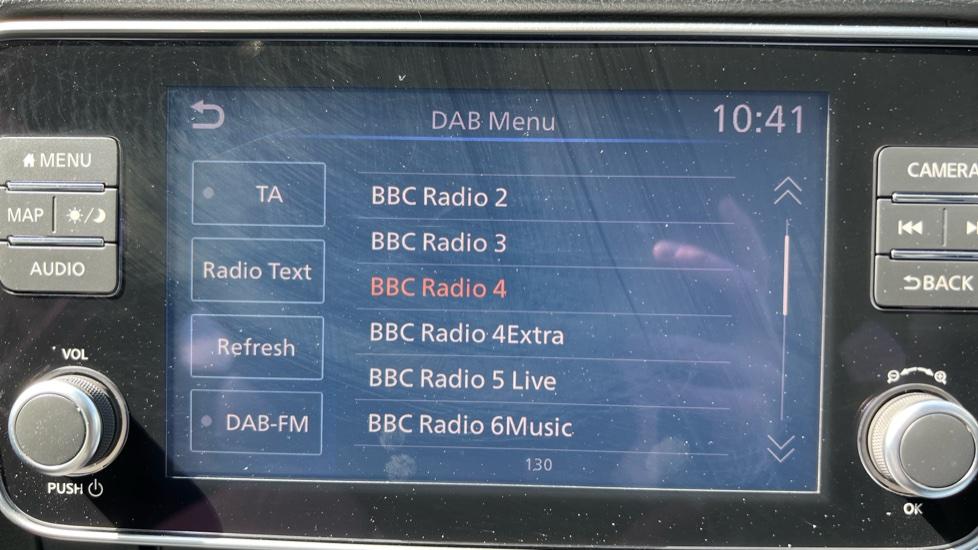 DAB Menu
10:41
MENU
MAP
AUDIO
VOL
PUSH
TA
Radio Text
Refresh
DAB-FM
BBC Radio 2
BBC Radio 3
BBC Radio 4
BBC Radio 4Extra
BBC Radio 5 Live
BBC Radio 6Music
130
CAMERA
BACK
OK